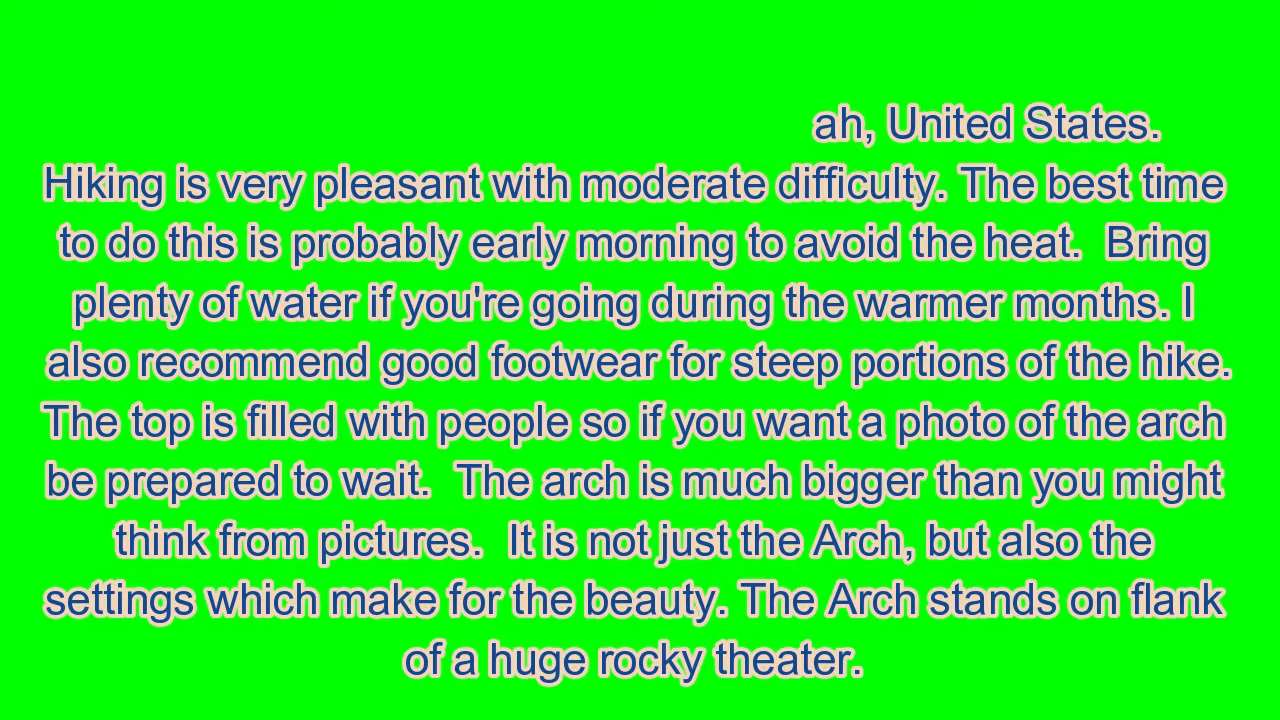 ah, United States.
Hiking is very pleasant with moderate difficulty. The best time
to do this is probably early morning to avoid the heat.  Bring
plenty of water if you're going during the warmer months. I
also recommend good footwear for steep portions of the hike.
The top is filled with people so if you want a photo of the arch
be prepared to wait.  The arch is much bigger than you might
think from pictures.  It is not just the Arch, but also the
settings which make for the beauty. The Arch stands on flank
of a huge rocky theater.